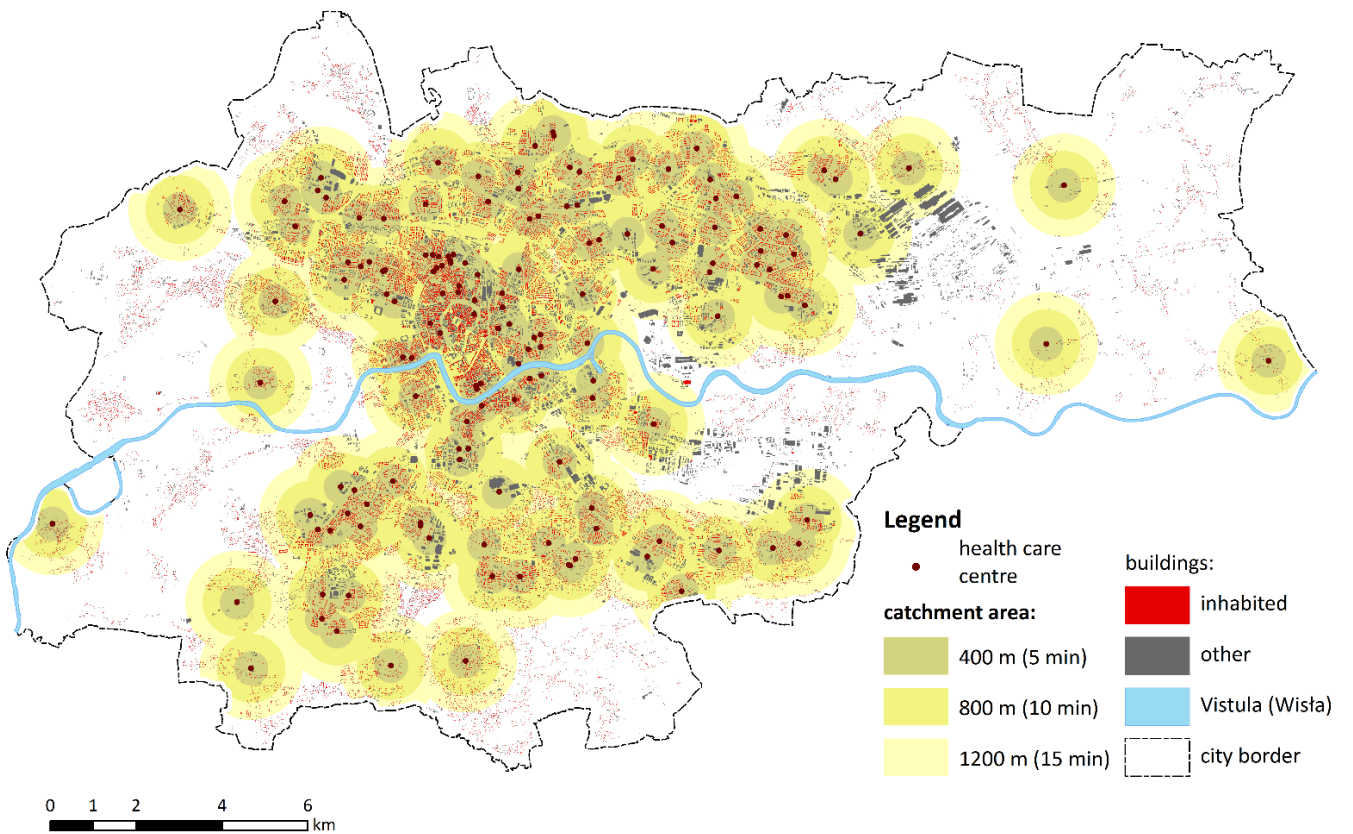 Legend
health care
centre
catchment area:
400 m (5 min)
800 m (10 min)
1200 m (15 min)
buildings:
inhabited
other
Vistula (Wisła)
city border
0 1 2 4 6
km